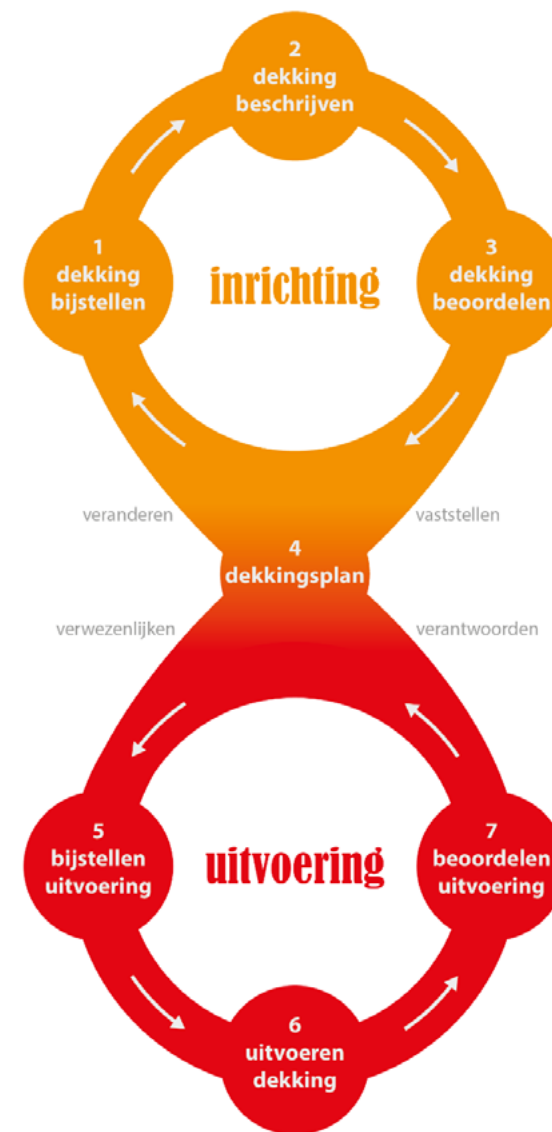 2
dekking
beschrijven
1
dekking
bijstellen
inrichting
3
dekking
beoordelen
veranderen
vaststellen
4
dekkingsplan
verwezenlijken
verantwoorden
5
bijstellen
uitvoering
uitvoering
7
beoordelen
uitvoering
6
uitvoeren
dekking